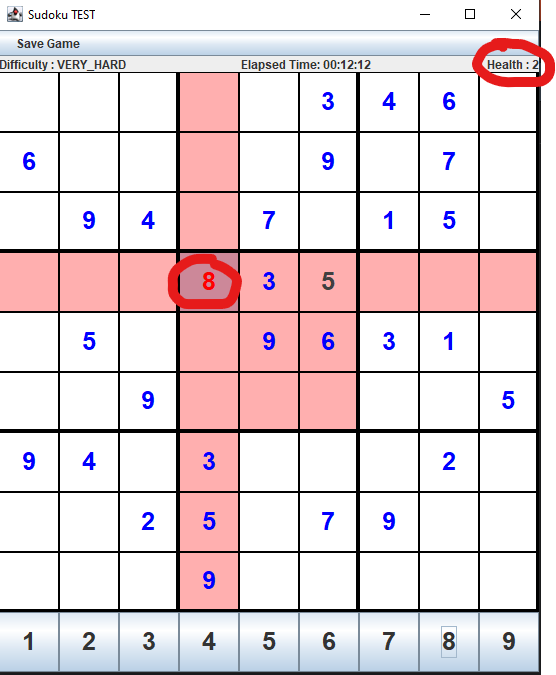 Sudoku TEST
Save Game
Difficulty : VERY_HARD Elapsed Time: 00:12:12 Health : 2
3 4 6
6 9 7
9 4 7 1 5
8 3 5
5 9 6 3 1
9 5
9 4 3 2
2 5 7 9
9
1 2 3 4 5 6 7 8 9